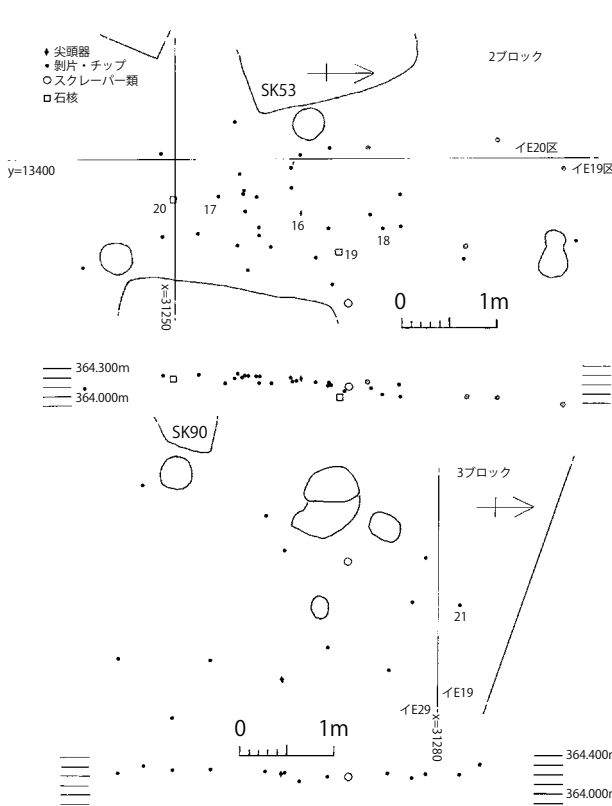 尖頭器
剝片・チップ
スクレーパー類
石核
2ブロック
SK53
イE20区
y=13400
イE19区
20
17
16
18
19
x=31250
0 1m
364.300m
364.000m
SK90
3ブロック
21
イE19
イE29
x=31280
0 1m
364.400m
364.000m